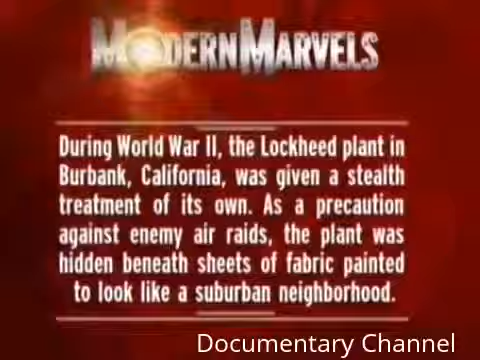 Modern Marvels
During World War II, the Lockheed plant in
Burbank, California, was given a stealth
treatment of its own. As a precaution
against enemy air raids, the plant was
hidden beneath sheets of fabric painted
to look like a suburban neighborhood.
Documentary Channel